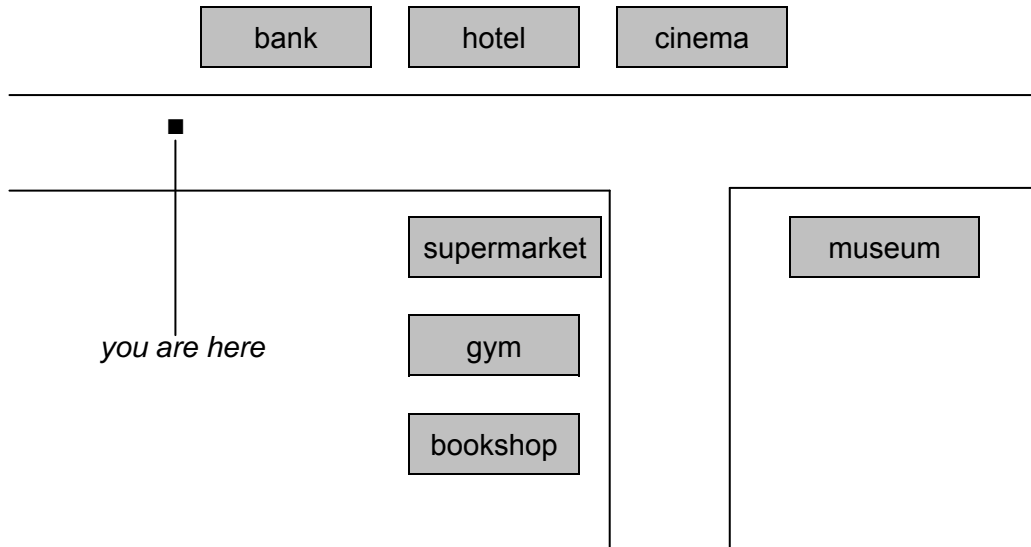 bank hotel cinema
supermarket museum
you are here gym
bookshop